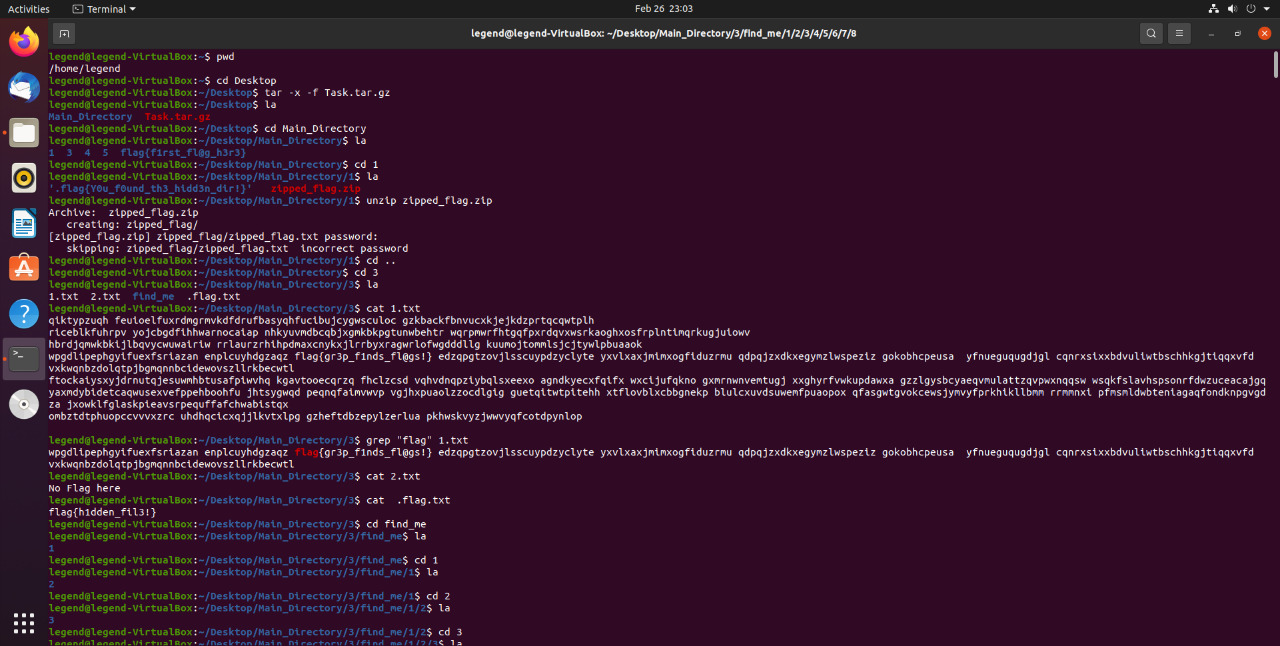 Activities
Terminal
Feb 26 23:03
legend@legend-VirtualBox: ~/Desktop/Main_Directory/3/find_me/1/2/3/4/5/6/7/8
legend@legend-VirtualBox:~$ pwd
/home/legend
legend@legend-VirtualBox:~$ cd Desktop
legend@legend-VirtualBox:~/Desktop$ tar -x -f Task.tar.gz
legend@legend-VirtualBox:~/Desktop$ la
Main_Directory  Task.tar.gz
legend@legend-VirtualBox:~/Desktop$ cd Main_Directory
legend@legend-VirtualBox:~/Desktop/Main_Directory$ la
1  3  4  5  flag{f1rst_fl@g_h3r3}
legend@legend-VirtualBox:~/Desktop/Main_Directory$ cd 1
legend@legend-VirtualBox:~/Desktop/Main_Directory/1$ la
'.flag{Y0u_f0und_th3_hidd3n_dir!}'   zipped_flag.zip
legend@legend-VirtualBox:~/Desktop/Main_Directory/1$ unzip zipped_flag.zip
Archive:  zipped_flag.zip
   creating: zipped_flag/
[zipped_flag.zip] zipped_flag/zipped_flag.txt password:
   skipping: zipped_flag/zipped_flag.txt  incorrect password
legend@legend-VirtualBox:~/Desktop/Main_Directory/1$ cd ..
legend@legend-VirtualBox:~/Desktop/Main_Directory$ cd 3
legend@legend-VirtualBox:~/Desktop/Main_Directory/3$ la
1.txt  2.txt  find_me  .flag.txt
legend@legend-VirtualBox:~/Desktop/Main_Directory/3$ cat 1.txt
qiktypzuqh feuioelfuxrdmgrmvkdfdrufbasyqhfucibujcygwsculoc gzkbackfbnvucxkjejkdzprtqcqwtplh
riceblkfuhrpv yojcbgdfihhwarnocaiap nhkyuvmdbcqbjxgmkbkpgtunwbehtr wqrpmwrfhtgqfpxrdqvxwsrkaoghxosfrplntimqrkugjuiowv
hbrdjqmwkbkijlbqvycwuwairiw rrlaurzrhihpdmaxcnykxjlrrbyxragwrlofwgdddllg kuumojtommlsjcjtywlpbuaaok
wpgdlipephgyifuexfsriazan enplcuyhdgzaqz flag{gr3p_f1nds_fl@gs!} edzqpgtzovjlsscuypdzyclyte yxvlxaxjmimxogfiduzrmu qdpqjzxdkxegymzlwspeziz gokobhcpeusa  yfnueguqugdjgl cqnrxsixxbdvuliwtbschhkgjtiqqxvfd
vxkwqnbzdolqtpjbgmqnnbcidewovszllrkbecwtl
ftockaiysxyjdrnutqjesuwmhbtusafpiwvhq kgavtooecqrzq fhclzcsd vqhvdnqpziybqlsxeexo agndkyecxfqifx wxcijufqkno gxmrnwnvemtugj xxghyrfvwkupdawxa gzzlgysbcyaeqvmulattzqvpwxnqqsw wsqkfslavhspsonrfdwzuceacajgq
yaxmdybidetcaqwusexvefppehboohfu jhtsygwqd peqnqfaimvwvp vgjhxpuaolzzocdlgig guetqitwtpitehh xtflovblxcbbgnekp blulcxuvdsuwemfpuaopox qfasgwtgvokcewsjymvyfprkhikllbmm rrmmnxi pfmsmldwbteniagaqfondknpgvgd
za jxowklfglaskpieavsrpequffafchwabistqx
ombztdtphuopccvvvxzrc uhdhqcicxqjjlkvtxlpg gzheftdbzepylzerlua pkhwskvyzjwwvyqfcotdpynlop
legend@legend-VirtualBox:~/Desktop/Main_Directory/3$ grep "flag" 1.txt
wpgdlipephgyifuexfsriazan enplcuyhdgzaqz flag{gr3p_f1nds_fl@gs!} edzqpgtzovjlsscuypdzyclyte yxvlxaxjmimxogfiduzrmu qdpqjzxdkxegymzlwspeziz gokobhcpeusa  yfnueguqugdjgl cqnrxsixxbdvuliwtbschhkgjtiqqxvfd
vxkwqnbzdolqtpjbgmqnnbcidewovszllrkbecwtl
legend@legend-VirtualBox:~/Desktop/Main_Directory/3$ cat 2.txt
No Flag here
legend@legend-VirtualBox:~/Desktop/Main_Directory/3$ cat  .flag.txt
flag{h1dden_fil3!}
legend@legend-VirtualBox:~/Desktop/Main_Directory/3$ cd find_me
legend@legend-VirtualBox:~/Desktop/Main_Directory/3/find_me$ la
1
legend@legend-VirtualBox:~/Desktop/Main_Directory/3/find_me$ cd 1
legend@legend-VirtualBox:~/Desktop/Main_Directory/3/find_me/1$ la
2
legend@legend-VirtualBox:~/Desktop/Main_Directory/3/find_me/1$ cd 2
legend@legend-VirtualBox:~/Desktop/Main_Directory/3/find_me/1/2$ la
3
legend@legend-VirtualBox:~/Desktop/Main_Directory/3/find_me/1/2$ cd 3
legend@legend-VirtualBox:~/Desktop/Main_Directory/3/find_me/1/2/3$ la